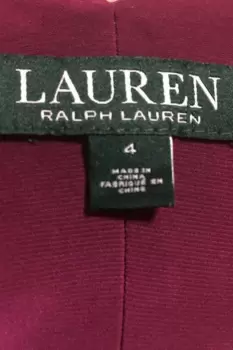 LAUREN
RALPH LAUREN
4
MADE IN
CHINA
FABRIQUÉ EN
CHINE